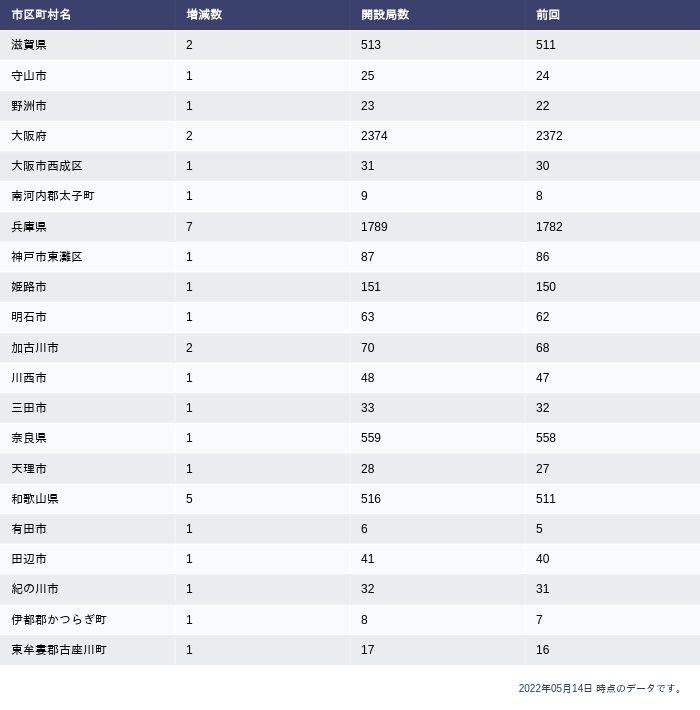 市区町村名 増減数 開設局数 前回
滋賀県 2 513 511
守山市 1 25 24
野洲市 1 23 22
大阪府 2 2374 2372
大阪市西成区 1 31 30
南河内郡太子町 1 9 8
兵庫県 7 1789 1782
神戸市東灘区 1 87 86
姫路市 1 151 150
明石市 1 63 62
加古川市 2 70 68
川西市 1 48 47
三田市 1 33 32
奈良県 1 559 558
天理市 1 28 27
和歌山県 5 516 511
有田市 1 6 5
田辺市 1 41 40
紀の川市 1 32 31
伊都郡かつらぎ町 1 8 7
東牟婁郡古座川町 1 17 16
2022年05月14日 時点のデータです。